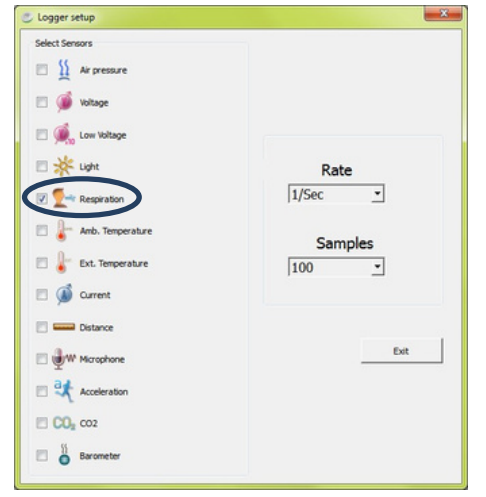 Logger setup
Select Sensors
Air pressure
Voltage
x10
Low Voltage
Light
Respiration
Amb. Temperature
Ext. Temperature
Current
Distance
Microphone
a
Acceleration
CO₂ CO2
Barometer
Rate
1/Sec
Samples
100
Exit